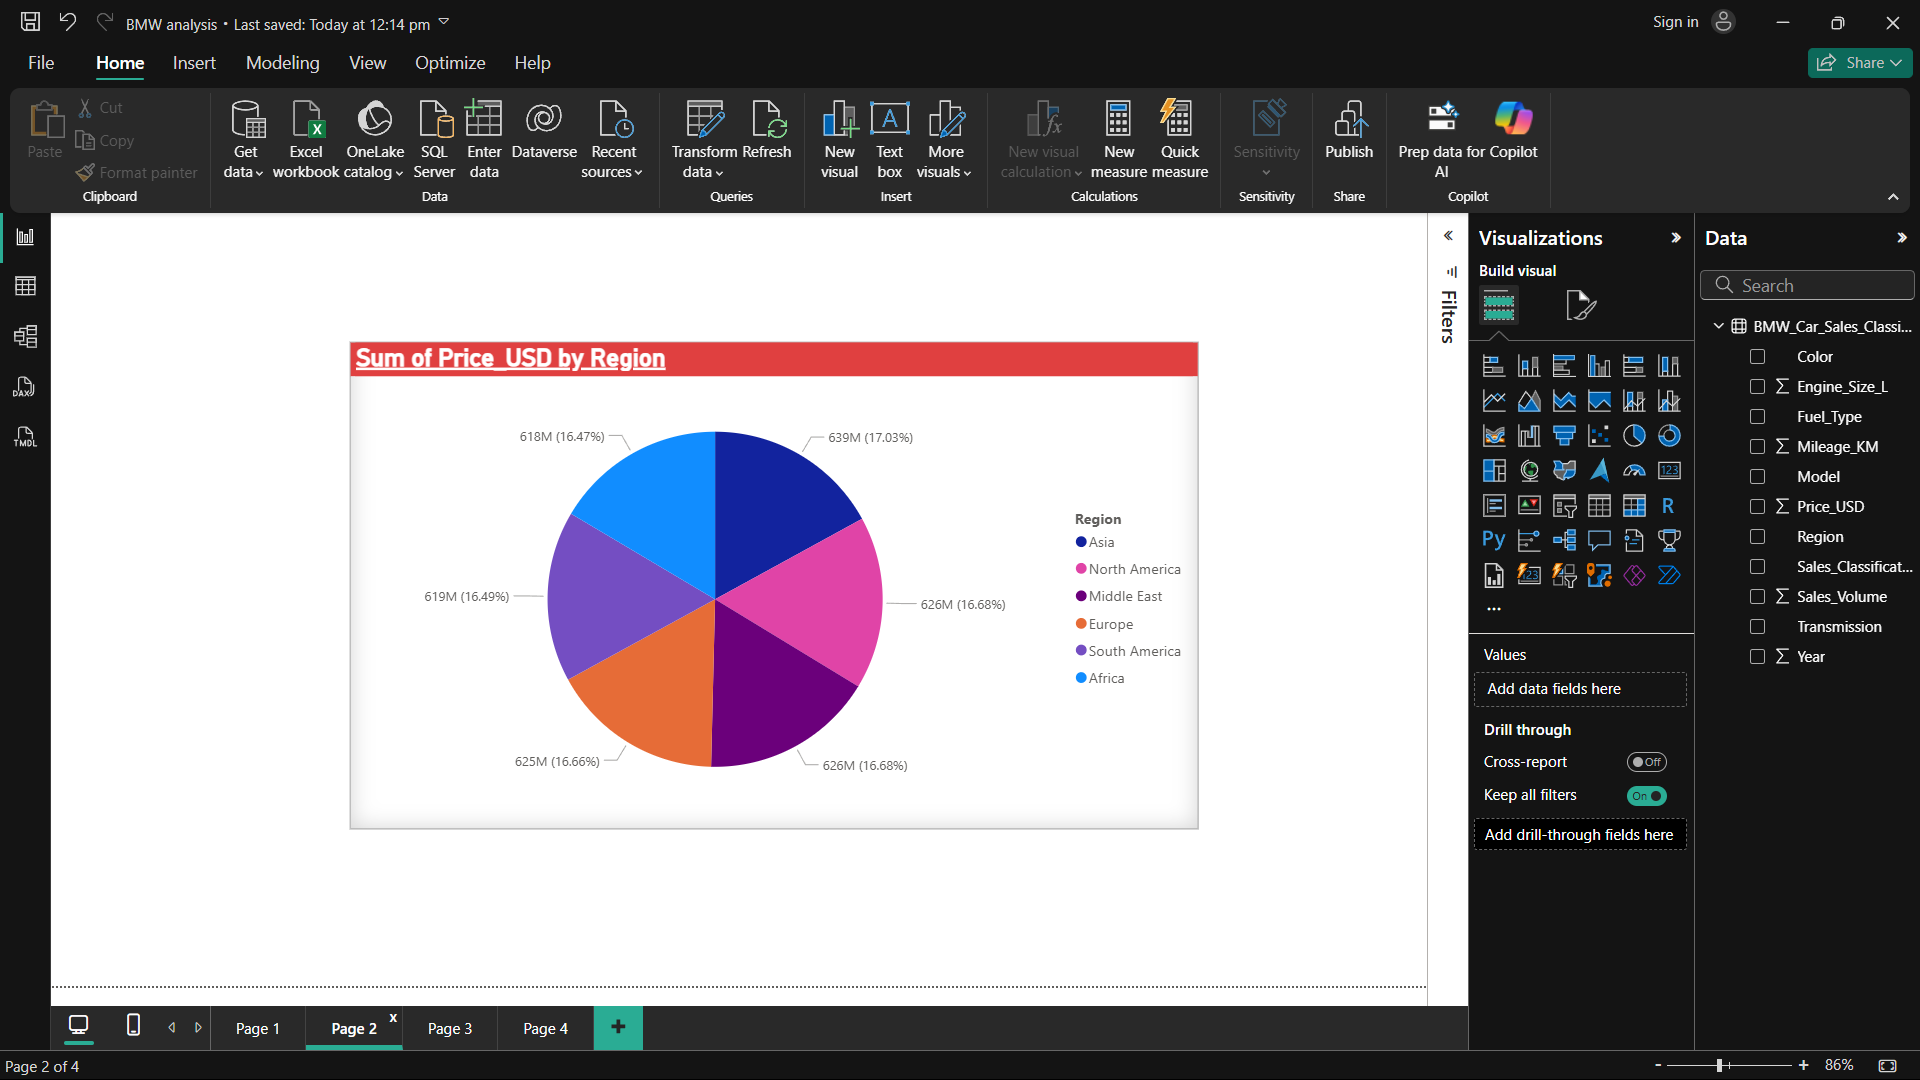 BMW analysis • Last saved: Today at 12:14 pm
Sign in
File
Home
Insert
Modeling
View
Optimize
Help
Share
Paste
Cut
Copy
Format painter
Clipboard
Get
data
Excel
workbook
OneLake
catalog
SQL
Server
Enter
data
Dataverse
Recent
sources
Data
Transform
data
Refresh
Queries
New
visual
A
Text
box
More
visuals
Insert
New visual
calculation
New
measure
Quick
measure
Calculations
Sensitivity
Sensitivity
Publish
Share
Prep data for
AI
Copilot
Copilot
DAX
TMDL
Sum of Price_USD by Region
618M (16.47%)
639M (17.03%)
619M (16.49%)
626M (16.68%)
625M (16.66%)
626M (16.68%)
Region
Asia
North America
Middle East
Europe
South America
Africa
Filters
Visualizations
Build visual
123
R
Py
123
...
Values
Add data fields here
Drill through
Cross-report
Off
Keep all filters
On
Add drill-through fields here
Data
Search
BMW_Car_Sales_Classi...
Color
Σ Engine_Size_L
Fuel_Type
Σ Mileage_KM
Model
Σ Price_USD
Region
Sales_Classificat...
Σ Sales_Volume
Transmission
Σ Year
Page 1
Page 2
x
Page 3
Page 4
+
Page 2 of 4
- + 86%